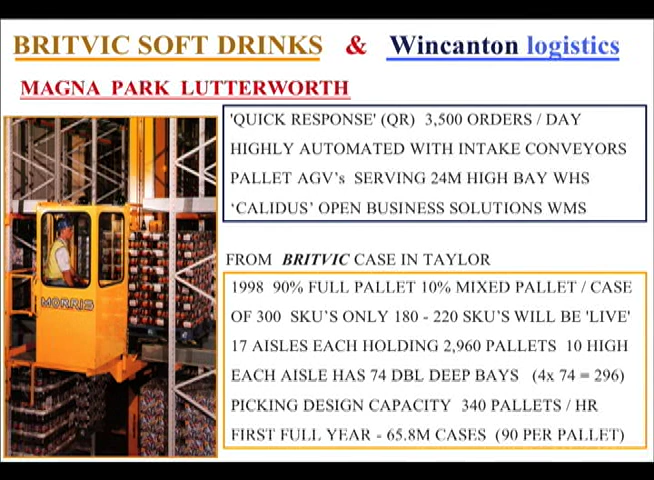 BRITVIC SOFT DRINKS & Wincanton logistics
MAGNA PARK LUTTERWORTH
'QUICK RESPONSE' (QR) 3,500 ORDERS / DAY
HIGHLY AUTOMATED WITH INTAKE CONVEYORS
PALLET AGV's SERVING 24M HIGH BAY WHS
'CALIDUS' OPEN BUSINESS SOLUTIONS WMS
MORRIS
FROM BRITVIC CASE IN TAYLOR
1998 90% FULL PALLET 10% MIXED PALLET / CASE
OF 300 SKU'S ONLY 180 - 220 SKU'S WILL BE 'LIVE'
17 AISLES EACH HOLDING 2,960 PALLETS 10 HIGH
EACH AISLE HAS 74 DBL DEEP BAYS (4x 74 = 296)
PICKING DESIGN CAPACITY 340 PALLETS / HR
FIRST FULL YEAR - 65.8M CASES (90 PER PALLET)